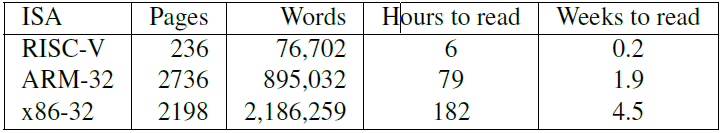 ISA Pages Words Hours to read Weeks to read
RISC-V 236 76,702 6 0.2
ARM-32 2736 895,032 79 1.9
x86-32 2198 2,186,259 182 4.5